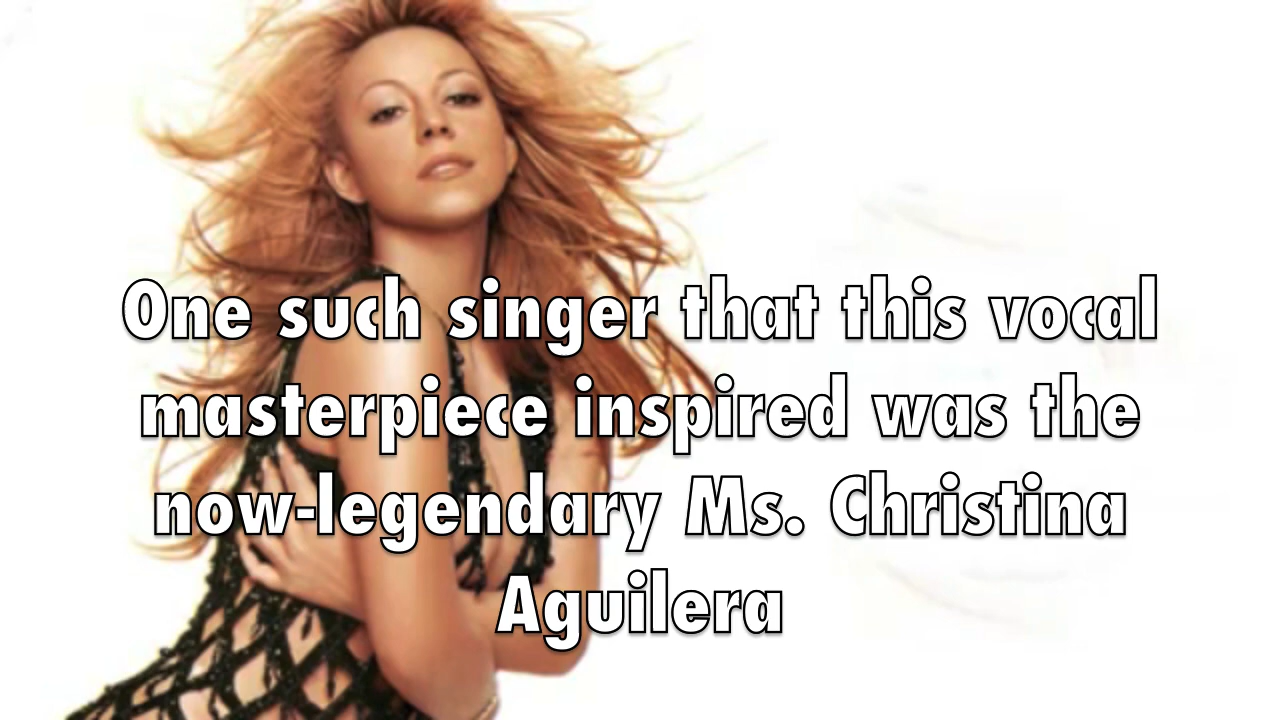 One such singer that this vocal
masterpiece inspired was the
now-legendary Ms. Christina
Aguilera